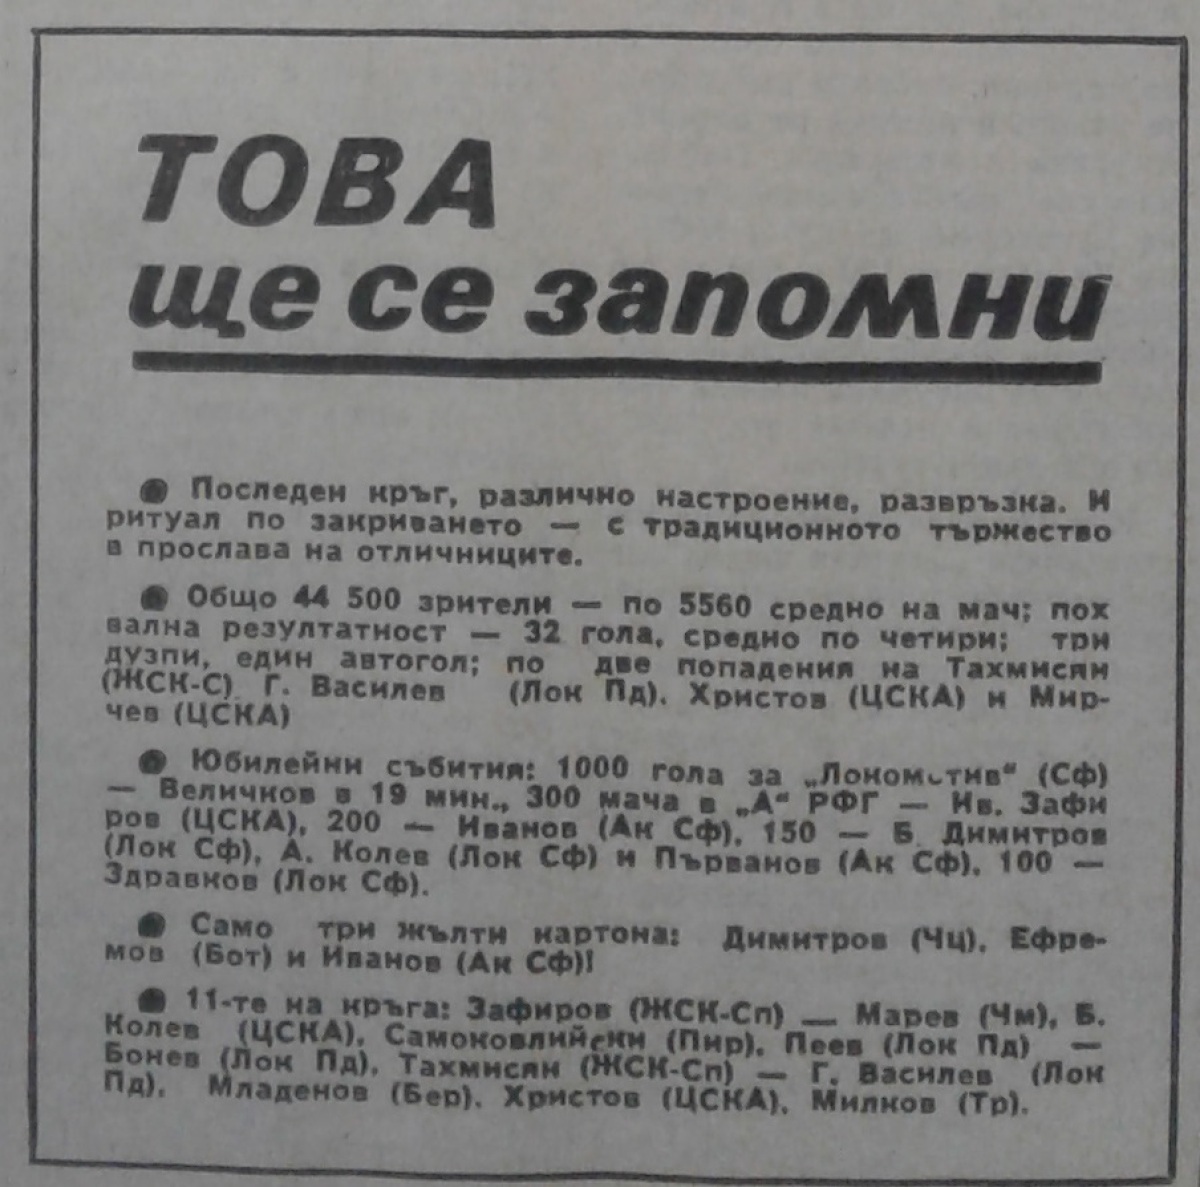 ТОВА
ще се запомни
● Последен кръг, различно настроение, развръзка. И
ритуал по закриването — с традиционното тържество
в прослава на отличниците.
● Общо 44 500 зрители — по 5560 средно на мач; пох
вална резултатност — 32 гола, средно по четири; три
дузпи, един автогол; по две попадения на Тахмисян
(ЖСК-С), Г. Василев (Лок Пд), Христов (ЦСКА) и Мир-
чев (ЦСКА)
● Юбилейни събития: 1000 гола за „Локомотив“ (Сф)
— Величков в 19 мин., 300 мача в „А“ РФГ — Ив. Зафи
ров (ЦСКА), 200 — Иванов (Ак Сф), 150 — Б. Димитров
(Лок Сф), А. Колев (Лок Сф) и Първанов (Ак Сф), 100 —
Здравков (Лок Сф).
● Само три жълти картона: Димитров (Чц), Ефре-
мов (Бот) и Иванов (Ак Сф)!
● 11-те на кръга: Зафиров (ЖСК-Сп) — Марев (Чм), Б.
Колев (ЦСКА), Самоковлийски (Пир), Пеев (Лок Пд) —
Бонев (Лок Пд), Тахмисян (ЖСК-Сп) — Г. Василев (Лок
Пд), Младенов (Бер), Христов (ЦСКА), Милков (Тр).